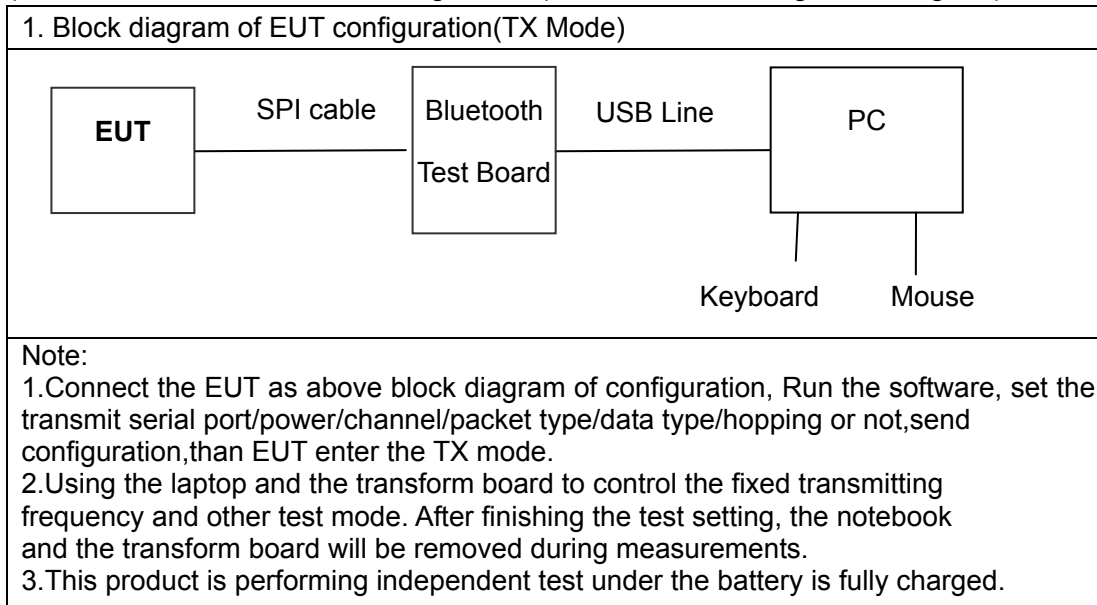 1. Block diagram of EUT configuration(TX Mode)
EUT
SPI cable
Bluetooth
Test Board
USB Line
PC
Keyboard
Mouse
Note:
1.Connect the EUT as above block diagram of configuration, Run the software, set the
transmit serial port/power/channel/packet type/data type/hopping or not,send
configuration,than EUT enter the TX mode.
2.Using the laptop and the transform board to control the fixed transmitting
frequency and other test mode. After finishing the test setting, the notebook
and the transform board will be removed during measurements.
3.This product is performing independent test under the battery is fully charged.